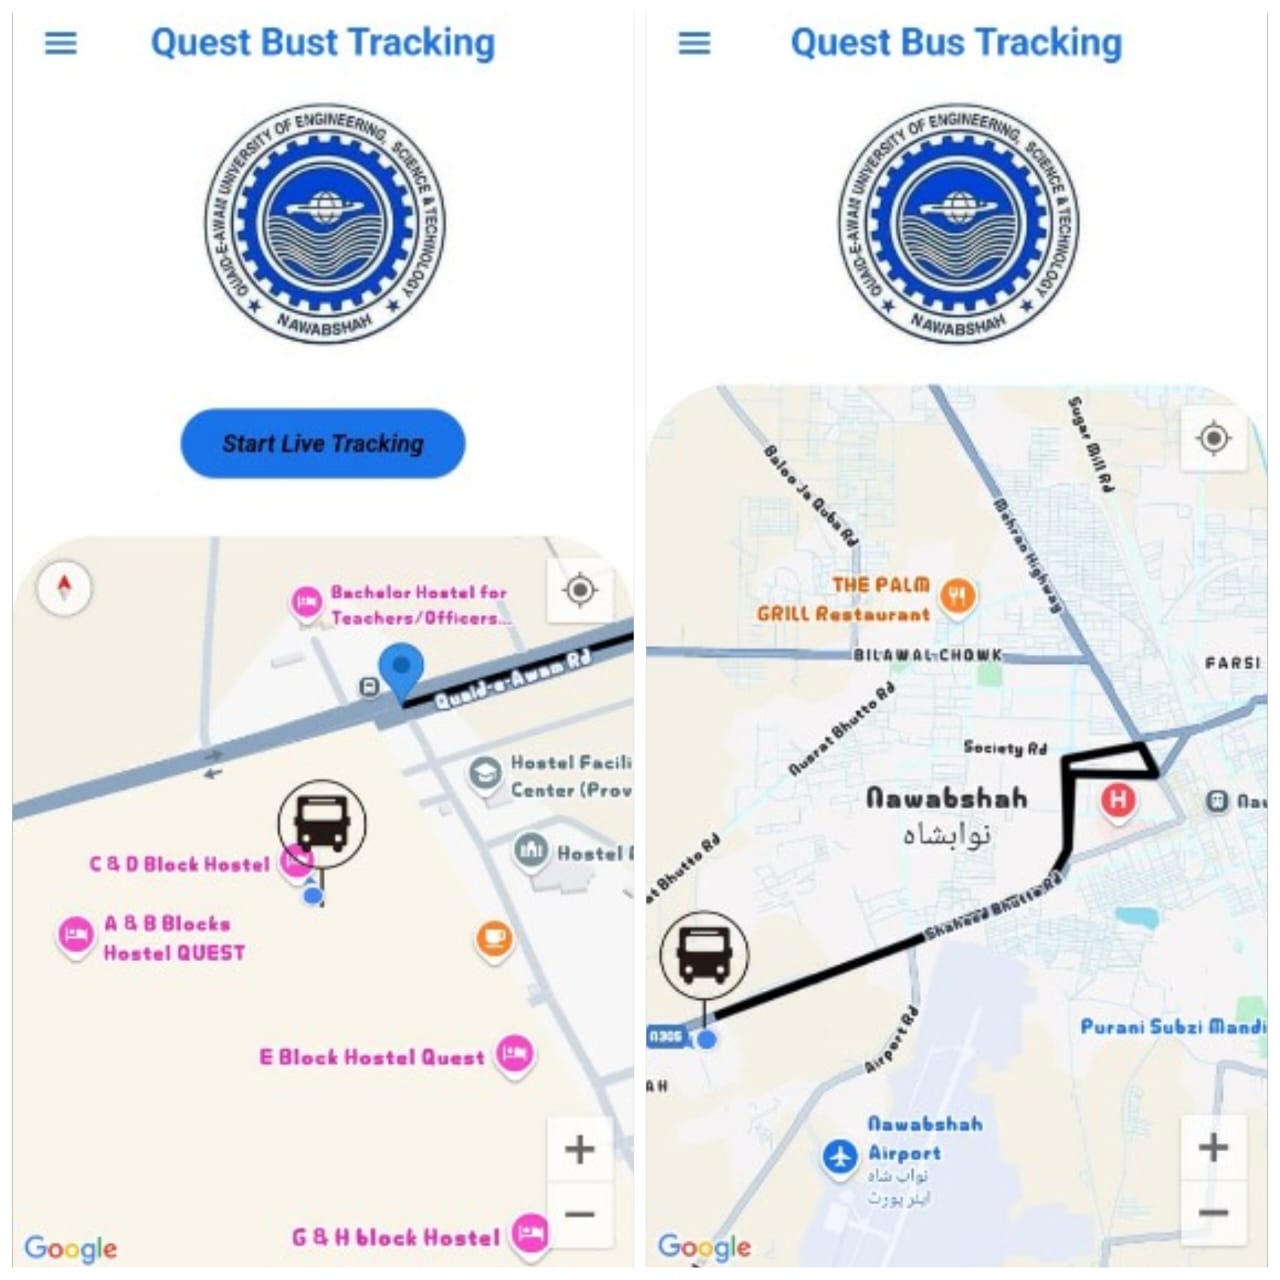 Quest Bust Tracking
QUAID-E-AWAM UNIVERSITY OF ENGINEERING, SCIENCE & TECHNOLOGY
NAWABSHAH
Start Live Tracking
Bachelor Hostel for
Teachers/Officers...
Quaid-e-Awam Rd
Hostel Facili
Center (Prov
C & D Block Hostel
Hostel
A & B Blocks
Hostel QUEST
E Block Hostel Quest
G & H block Hostel
Google
Quest Bus Tracking
QUAID-E-AWAM UNIVERSITY OF ENGINEERING, SCIENCE & TECHNOLOGY
NAWABSHAH
Sugar Mill Rd
Baloo Ja Quba Rd
Mehran Highway
THE PALM
GRILL Restaurant
BILAWAL CHOWK
FARSI
Nusrat Bhutto Rd
Society Rd
Nawabshah
نوابشاہ
H
Nau
at Bhutto Rd
Shaheed Bhutto Rd
N305
Purani Subzi Mandi
Airport Rd
AH
Nawabshah
Airport
نواب شاہ
ایئر پورٹ
Google